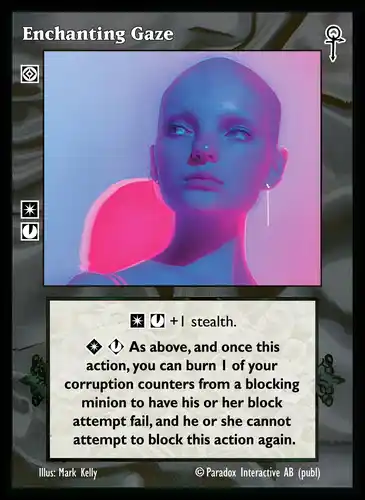 Enchanting Gaze
+1 stealth.
As above, and once this
action, you can burn 1 of your
corruption counters from a blocking
minion to have his or her block
attempt fail, and he or she cannot
attempt to block this action again.
Illus: Mark Kelly © Paradox Interactive AB (publ)